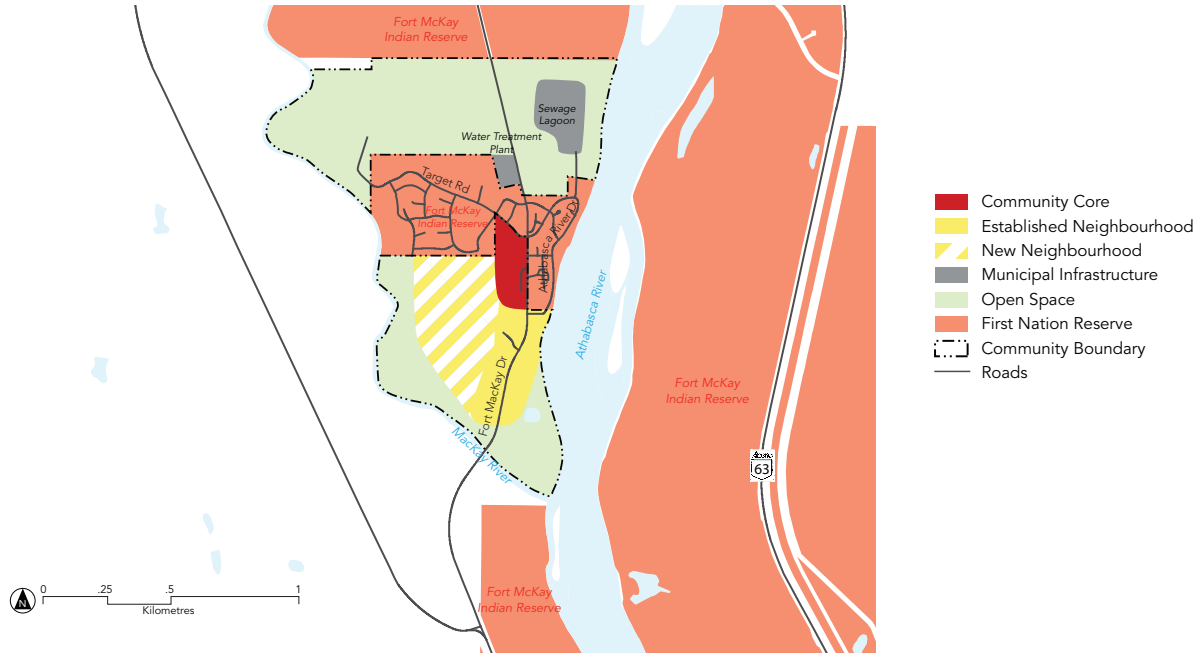 Fort McKay
Indian Reserve
Sewage
Lagoon
Water Treatment
Plant
Target Rd
Fort McKay
Indian Reserve
Athabasca River Dr
Athabasca River
Fort MacKay Dr
MacKay River
Fort McKay
Indian Reserve
Alberta
63
Fort McKay
Indian Reserve
N
0 .25 .5 1
Kilometres
Community Core
Established Neighbourhood
New Neighbourhood
Municipal Infrastructure
Open Space
First Nation Reserve
Community Boundary
Roads